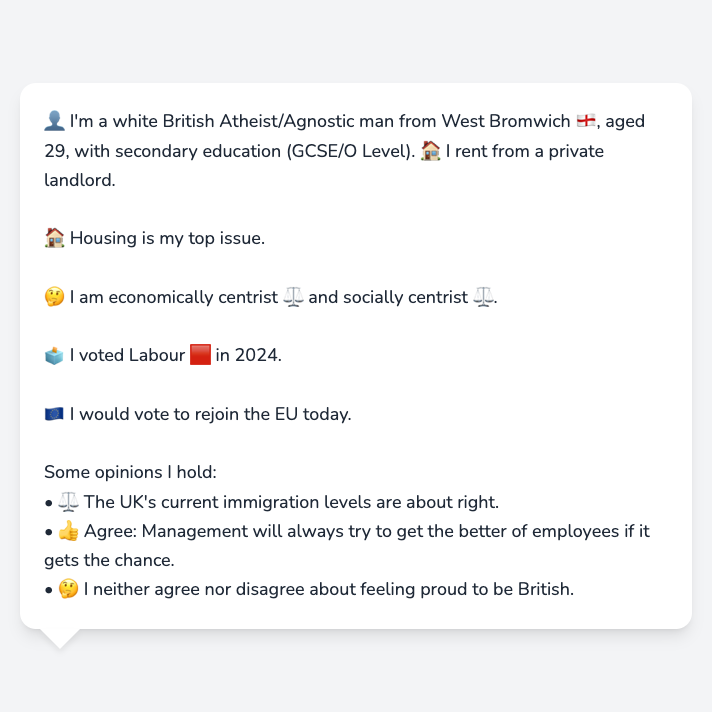 👤 I'm a white British Atheist/Agnostic man from West Bromwich 🏴󠁧󠁢󠁥󠁮󠁧󠁿, aged
29, with secondary education (GCSE/O Level). 🏠 I rent from a private
landlord.
🏠 Housing is my top issue.
🤔 I am economically centrist ⚖️ and socially centrist ⚖️.
🗳️ I voted Labour 🟥 in 2024.
🇪🇺 I would vote to rejoin the EU today.
Some opinions I hold:
• ⚖️ The UK's current immigration levels are about right.
• 👍 Agree: Management will always try to get the better of employees if it
gets the chance.
• 🤔 I neither agree nor disagree about feeling proud to be British.